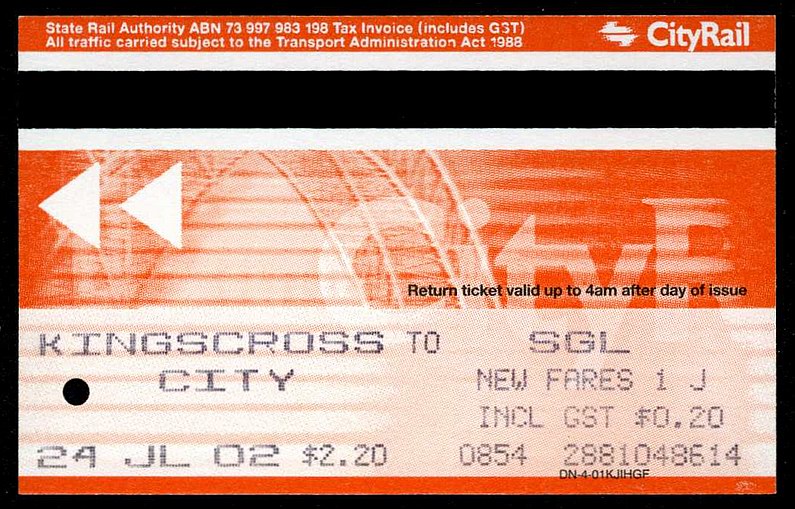 State Rail Authority ABN 73 997 983 198 Tax Invoice (includes GST)
All traffic carried subject to the Transport Administration Act 1988
CityRail
CityR
Return ticket valid up to 4am after day of issue
KINGSCROSS TO SGL
CITY NEW FARES 1 J
INCL GST $0.20
24 JL 02 $2.20 0854 2881048614
DN-4-01KJIHGF